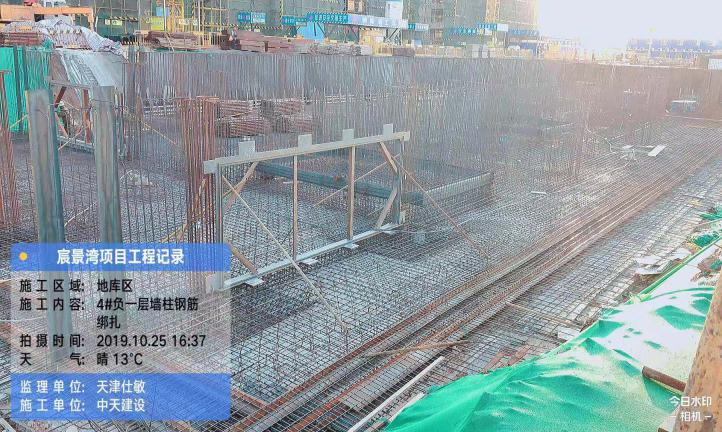 宸景湾项目工程记录
施工区域: 地库区
施工内容: 4#负一层墙柱钢筋
绑扎
拍摄时间: 2019.10.25 16:37
天气: 晴 13℃
监理单位: 天津仕敏
施工单位: 中天建设
今日水印
相机